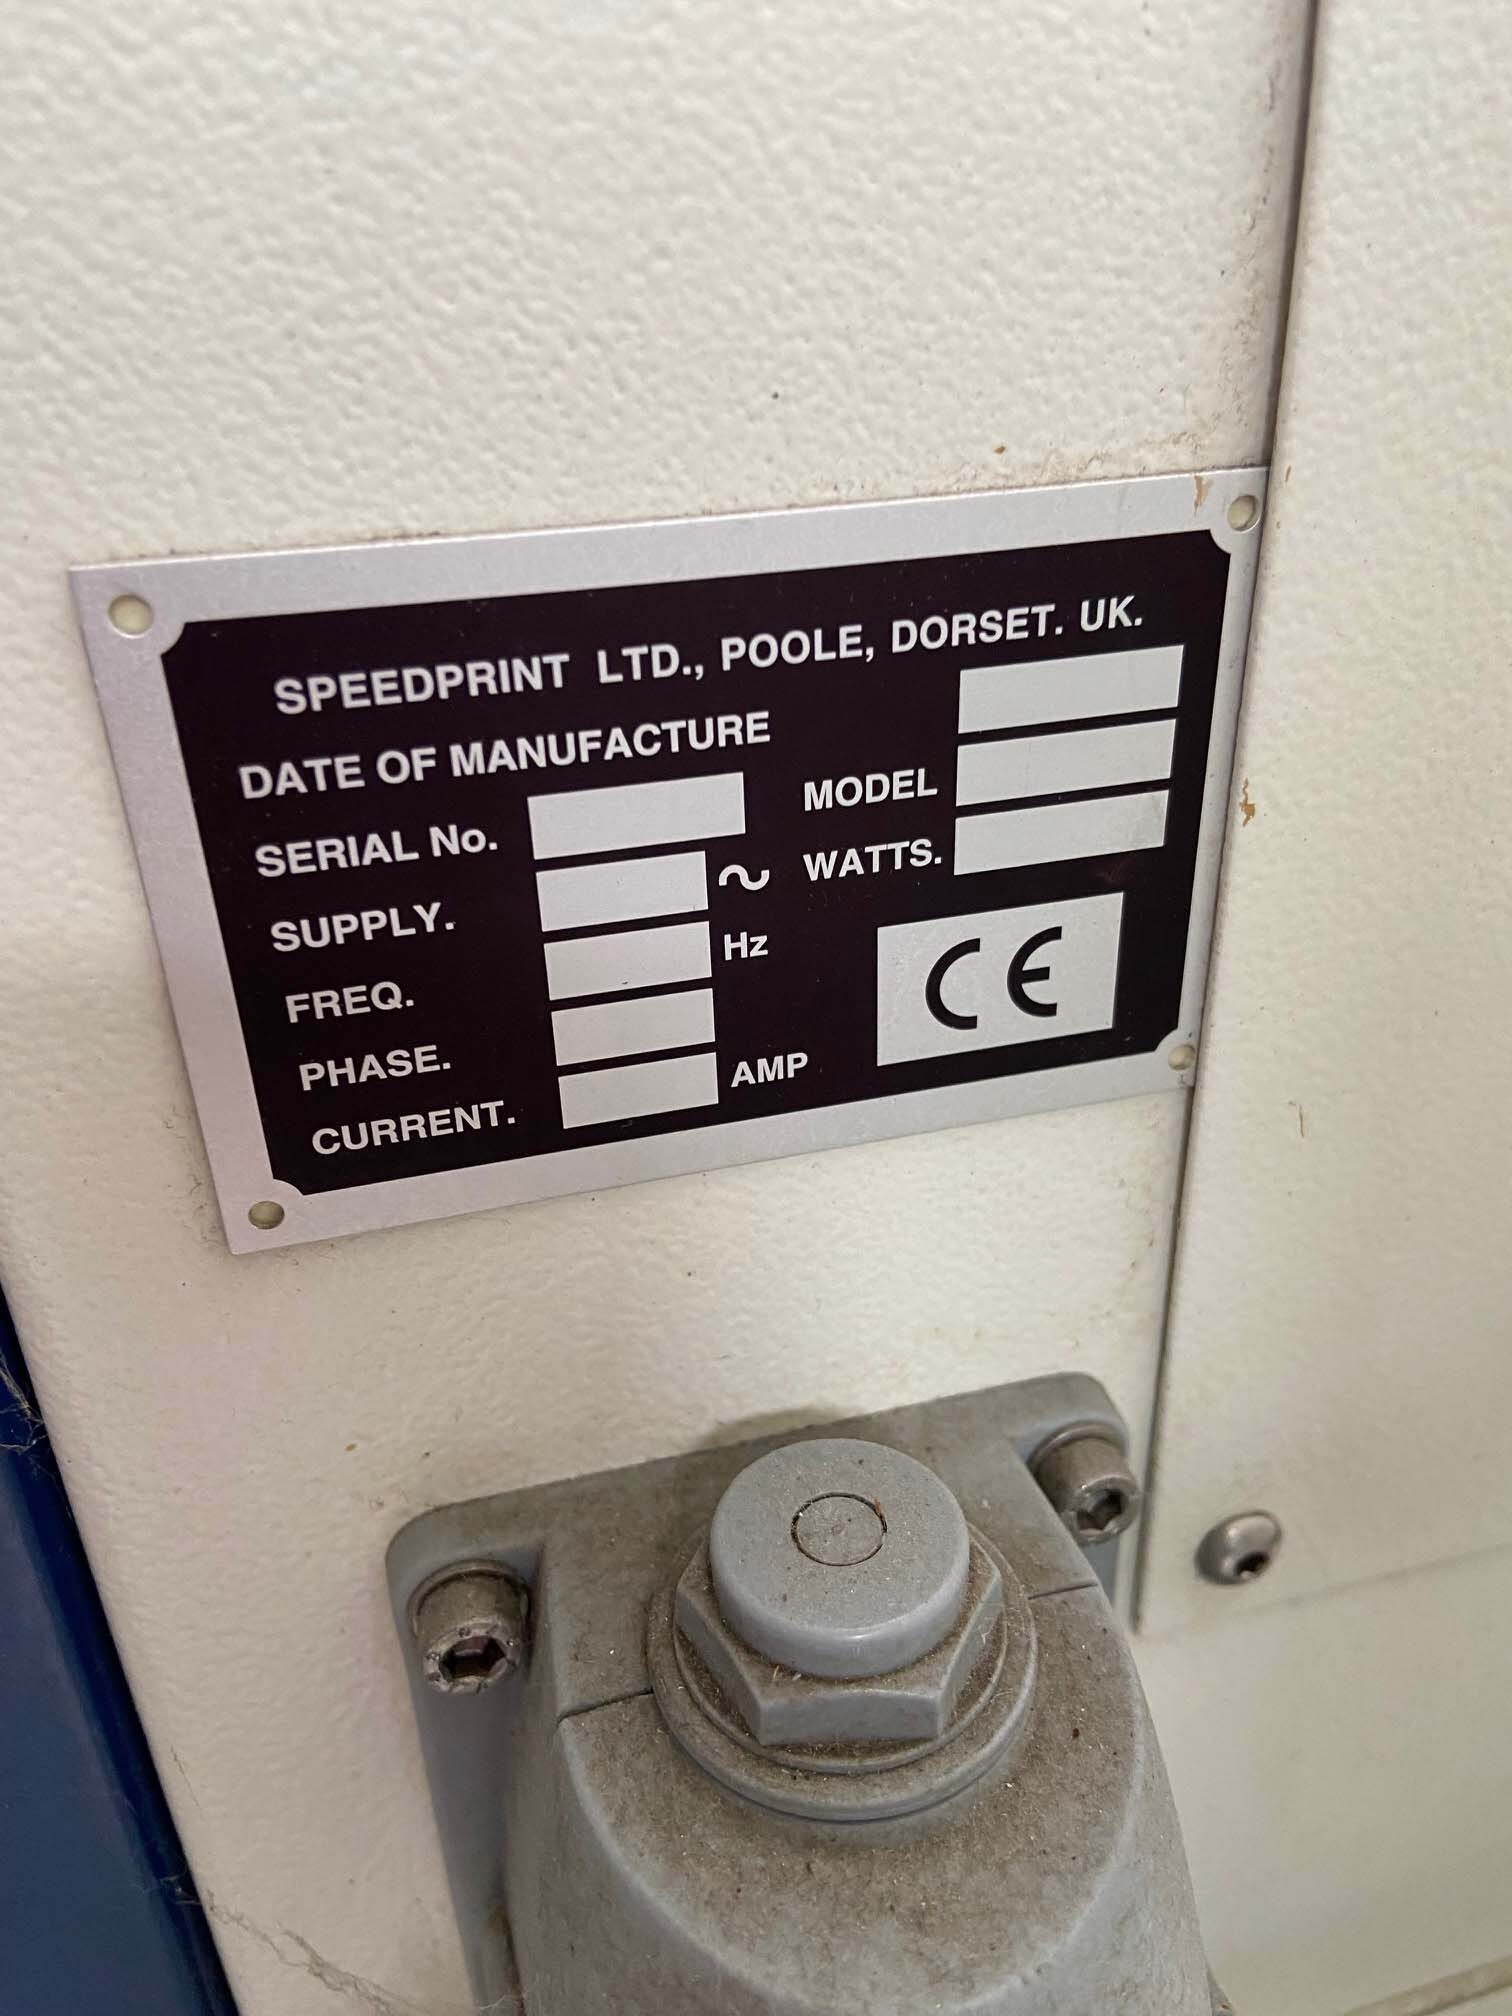 SPEEDPRINT LTD., POOLE, DORSET. UK.
DATE OF MANUFACTURE
SERIAL No. MODEL
SUPPLY. ~ WATTS.
FREQ. Hz
PHASE. CE
CURRENT. AMP